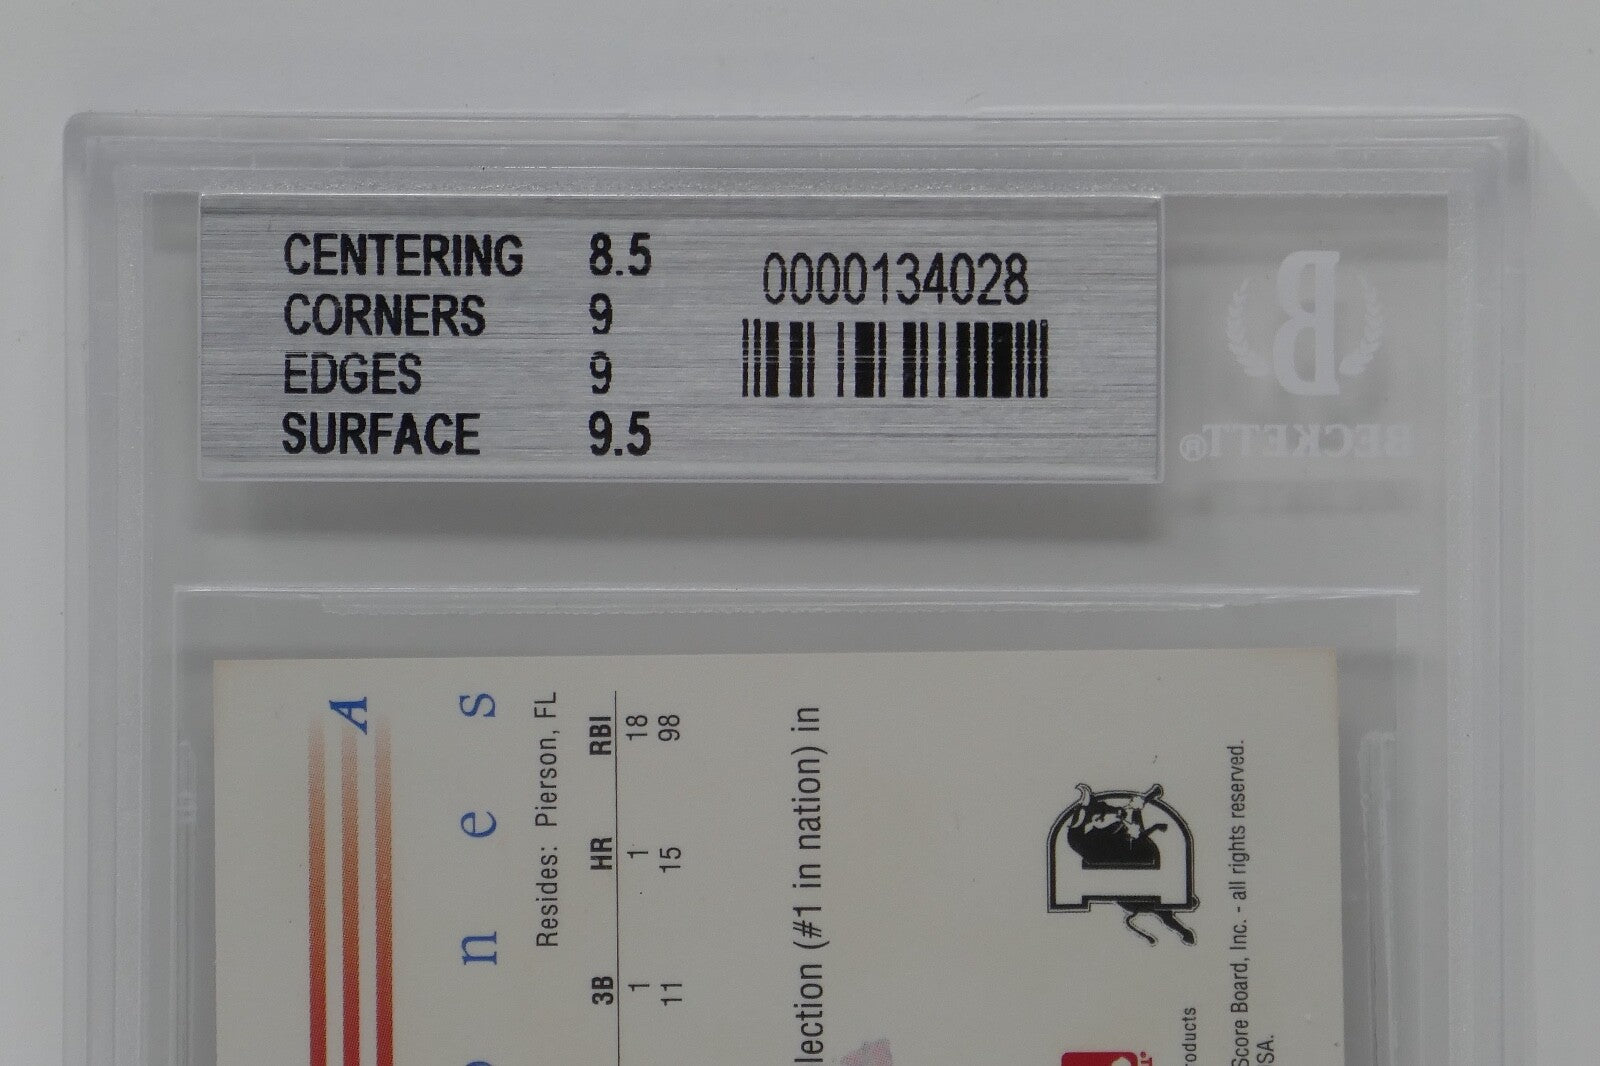 CENTERING 8.5
CORNERS 9
EDGES 9
SURFACE 9.5
0000134028
BECKETT®
A
n e s
Resides: Pierson, FL
3B HR RBI
1 1 18
11 15 98
lection (#1 in nation) in
D
oducts
Score Board, Inc. - all rights reserved.
SA.